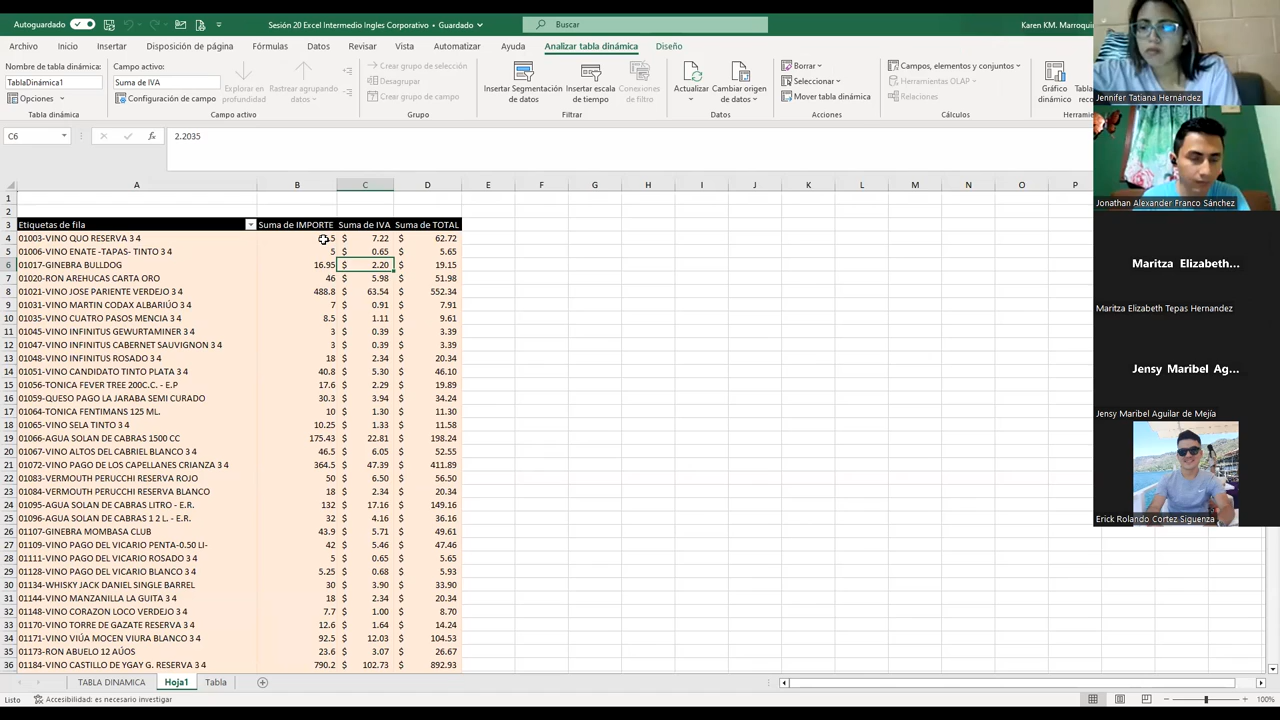 Autoguardado
Sesión 20 Excel Intermedio Ingles Corporativo - Guardado
Buscar
Karen KM. Marroquí
Archivo Inicio Insertar Disposición de página Fórmulas Datos Revisar Vista Automatizar Ayuda Analizar tabla dinámica Diseño
Nombre de tabla dinámica: Campo activo:
TablaDinámica1 Suma de IVA
Opciones Configuración de campo
Explorar en profundidad Rastrear agrupando datos
Crear grupo de selección
Desagrupar
Crear grupo de campo
Insertar Segmentación de datos Insertar escala de tiempo Conexiones de filtro
Actualizar Cambiar origen de datos
Borrar
Seleccionar
Mover tabla dinámica
Campos, elementos y conjuntos
Herramientas OLAP
Relaciones
Gráfico dinámico
Tabla Dinámica Campo activo Grupo Filtrar Datos Acciones Cálculos
C6 fx 2.2035
A B C D E F G H I J K L M N O P
1
2
3 Etiquetas de fila Suma de IMPORTE Suma de IVA Suma de TOTAL
4 01003-VINO QUO RESERVA 3 4 $ 7.22 $ 62.72
5 01006-VINO ENATE -TAPAS- TINTO 3 4 5 $ 0.65 $ 5.65
6 01017-GINEBRA BULLDOG 16.95 $ 2.20 $ 19.15
7 01020-RON AREHUCAS CARTA ORO 46 $ 5.98 $ 51.98
8 01021-VINO JOSE PARIENTE VERDEJO 3 4 488.8 $ 63.54 $ 552.34
9 01031-VINO MARTIN CODAX ALBARIÚO 3 4 7 $ 0.91 $ 7.91
10 01035-VINO CUATRO PASOS MENCIA 3 4 8.5 $ 1.11 $ 9.61
11 01045-VINO INFINITUS GEWURTAMINER 3 4 3 $ 0.39 $ 3.39
12 01047-VINO INFINITUS CABERNET SAUVIGNON 3 4 3 $ 0.39 $ 3.39
13 01048-VINO INFINITUS ROSADO 3 4 18 $ 2.34 $ 20.34
14 01051-VINO CANDIDATO TINTO PLATA 3 4 40.8 $ 5.30 $ 46.10
15 01056-TONICA FEVER TREE 200C.C. - E.P 17.6 $ 2.29 $ 19.89
16 01059-QUESO PAGO LA JARABA SEMI CURADO 30.3 $ 3.94 $ 34.24
17 01064-TONICA FENTIMANS 125 ML. 10 $ 1.30 $ 11.30
18 01065-VINO SELA TINTO 3 4 10.25 $ 1.33 $ 11.58
19 01066-AGUA SOLAN DE CABRAS 1500 CC 175.43 $ 22.81 $ 198.24
20 01067-VINO ALTOS DEL CABRIEL BLANCO 3 4 46.5 $ 6.05 $ 52.55
21 01072-VINO PAGO DE LOS CAPELLANES CRIANZA 3 4 364.5 $ 47.39 $ 411.89
22 01083-VERMOUTH PERUCCHI RESERVA ROJO 50 $ 6.50 $ 56.50
23 01084-VERMOUTH PERUCCHI RESERVA BLANCO 18 $ 2.34 $ 20.34
24 01095-AGUA SOLAN DE CABRAS LITRO - E.R. 132 $ 17.16 $ 149.16
25 01096-AGUA SOLAN DE CABRAS 1 2 L. - E.R. 32 $ 4.16 $ 36.16
26 01107-GINEBRA MOMBASA CLUB 43.9 $ 5.71 $ 49.61
27 01109-VINO PAGO DEL VICARIO PENTA-0.50 LI- 42 $ 5.46 $ 47.46
28 01111-VINO PAGO DEL VICARIO ROSADO 3 4 5 $ 0.65 $ 5.65
29 01128-VINO PAGO DEL VICARIO BLANCO 3 4 5.25 $ 0.68 $ 5.93
30 01134-WHISKY JACK DANIEL SINGLE BARREL 30 $ 3.90 $ 33.90
31 01144-VINO MANZANILLA LA GUITA 3 4 18 $ 2.34 $ 20.34
32 01148-VINO CORAZON LOCO VERDEJO 3 4 7.7 $ 1.00 $ 8.70
33 01170-VINO TORRE DE GAZATE RESERVA 3 4 12.6 $ 1.64 $ 14.24
34 01171-VINO VIÚA MOCEN VIURA BLANCO 3 4 92.5 $ 12.03 $ 104.53
35 01173-RON ABUELO 12 AÚOS 23.6 $ 3.07 $ 26.67
36 01184-VINO CASTILLO DE YGAY G. RESERVA 3 4 790.2 $ 102.73 $ 892.93
TABLA DINAMICA Hoja1 Tabla
Listo Accesibilidad: es necesario investigar 100%
Jennifer Tatiana Hernández
Jonathan Alexander Franco Sánchez
Maritza Elizabeth...
Maritza Elizabeth Tepas Hernandez
Jensy Maribel Ag...
Jensy Maribel Aguilar de Mejía
Erick Rolando Cortez Siguenza